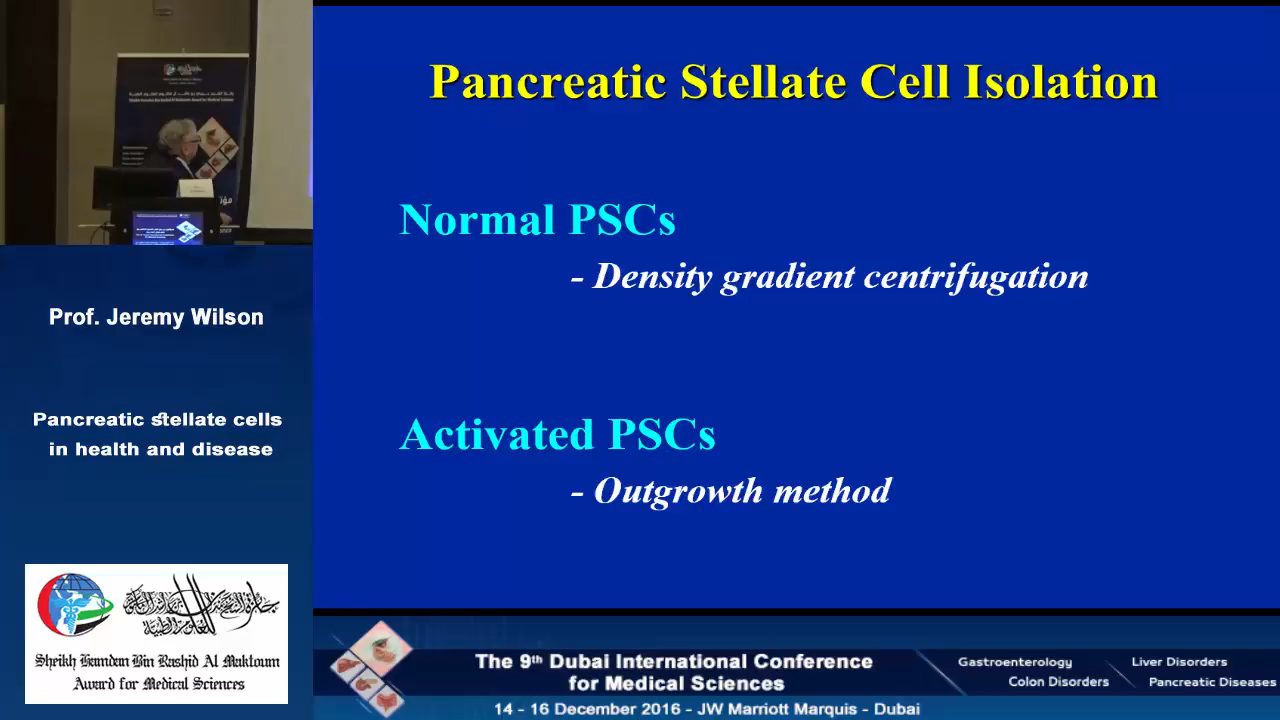 Pancreatic Stellate Cell Isolation
Normal PSCs
- Density gradient centrifugation
Activated PSCs
- Outgrowth method
Prof. Jeremy Wilson
Pancreatic stellate cells
in health and disease
Sheikh Hamdan Bin Rashid Al Maktoum
Award for Medical Sciences
The 9th Dubai International Conference
for Medical Sciences
14 - 16 December 2016 - JW Marriott Marquis - Dubai
Gastroenterology
Liver Disorders
Colon Disorders
Pancreatic Diseases